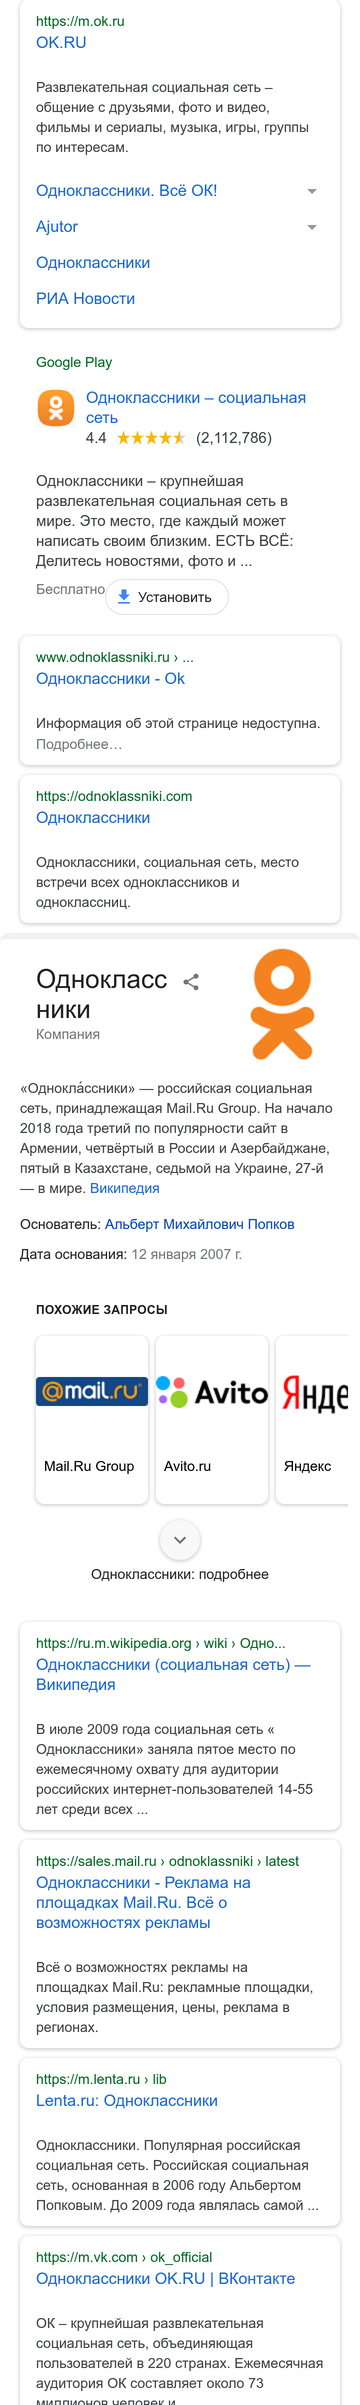 https://m.ok.ru
OK.RU
Развлекательная социальная сеть –
общение с друзьями, фото и видео,
фильмы и сериалы, музыка, игры, группы
по интересам.
Одноклассники. Всё ОК!
Ajutor
Одноклассники
РИА Новости
Google Play
Одноклассники – социальная
сеть
4.4 (2,112,786)
Одноклассники – крупнейшая
развлекательная социальная сеть в
мире. Это место, где каждый может
написать своим близким. ЕСТЬ ВСЁ:
Делитесь новостями, фото и ...
Бесплатно Установить
www.odnoklassniki.ru › ...
Одноклассники - Ok
Информация об этой странице недоступна.
Подробнее…
https://odnoklassniki.com
Одноклассники
Одноклассники, социальная сеть, место
встречи всех одноклассников и
одноклассниц.
Однокласс
ники
Компания
«Однокла́ссники» — российская социальная
сеть, принадлежащая Mail.Ru Group. На начало
2018 года третий по популярности сайт в
Армении, четвёртый в России и Азербайджане,
пятый в Казахстане, седьмой на Украине, 27-й
— в мире. Википедия
Основатель: Альберт Михайлович Попков
Дата основания: 12 января 2007 г.
ПОХОЖИЕ ЗАПРОСЫ
@mail.ru Avito Янде
Mail.Ru Group Avito.ru Яндекс
Одноклассники: подробнее
https://ru.m.wikipedia.org › wiki › Одно...
Одноклассники (социальная сеть) —
Википедия
В июле 2009 года социальная сеть «
Одноклассники» заняла пятое место по
ежемесячному охвату для аудитории
российских интернет-пользователей 14-55
лет среди всех ...
https://sales.mail.ru › odnoklassniki › latest
Одноклассники - Реклама на
площадках Mail.Ru. Всё о
возможностях рекламы
Всё о возможностях рекламы на
площадках Mail.Ru: рекламные площадки,
условия размещения, цены, реклама в
регионах.
https://m.lenta.ru › lib
Lenta.ru: Одноклассники
Одноклассники. Популярная российская
социальная сеть. Российская социальная
сеть, основанная в 2006 году Альбертом
Попковым. До 2009 года являлась самой ...
https://m.vk.com › ok_official
Одноклассники OK.RU | ВКонтакте
ОК – крупнейшая развлекательная
социальная сеть, объединяющая
пользователей в 220 странах. Ежемесячная
аудитория ОК составляет около 73
миллионов человек и